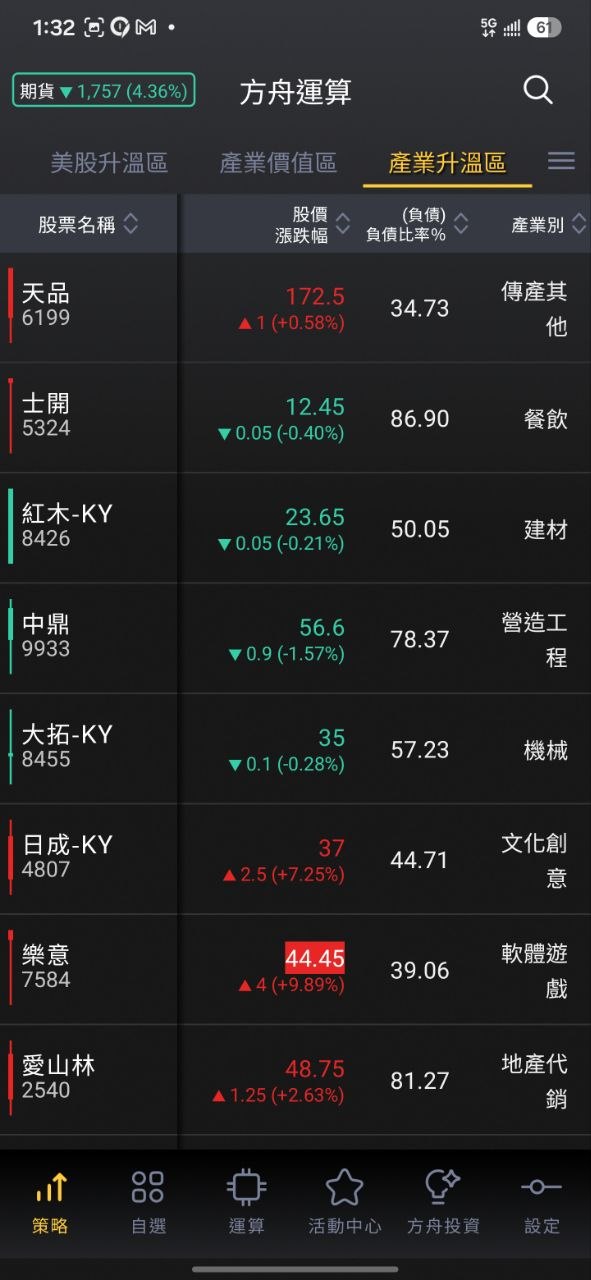 1:32
5G
61
期貨▼1,757 (4.36%)
方舟運算
美股升溫區
產業價值區
產業升溫區
股票名稱
股價
漲跌幅
(負債)
負債比率%
產業別
天品
6199
172.5
▲1 (+0.58%)
34.73
傳產其
他
士開
5324
12.45
▼0.05 (-0.40%)
86.90
餐飲
紅木-KY
8426
23.65
▼0.05 (-0.21%)
50.05
建材
中鼎
9933
56.6
▼0.9 (-1.57%)
78.37
營造工
程
大拓-KY
8455
35
▼0.1 (-0.28%)
57.23
機械
日成-KY
4807
37
▲2.5 (+7.25%)
44.71
文化創
意
樂意
7584
44.45
▲4 (+9.89%)
39.06
軟體遊
戲
愛山林
2540
48.75
▲1.25 (+2.63%)
81.27
地產代
銷
策略
自選
運算
活動中心
方舟投資
設定